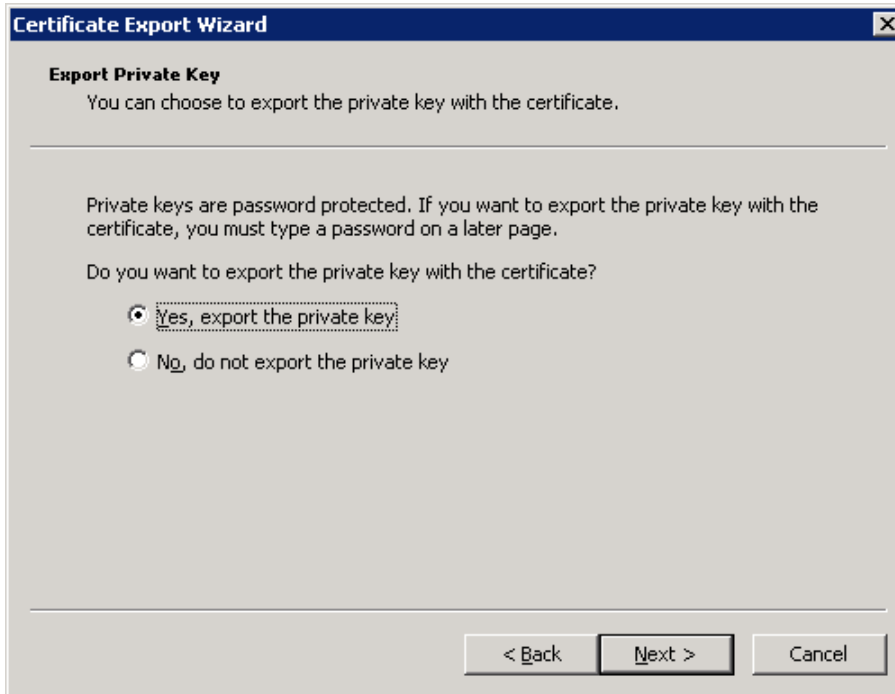 Certificate Export Wizard
Export Private Key
You can choose to export the private key with the certificate.
Private keys are password protected. If you want to export the private key with the
certificate, you must type a password on a later page.
Do you want to export the private key with the certificate?
Yes, export the private key
No, do not export the private key
< Back
Next >
Cancel